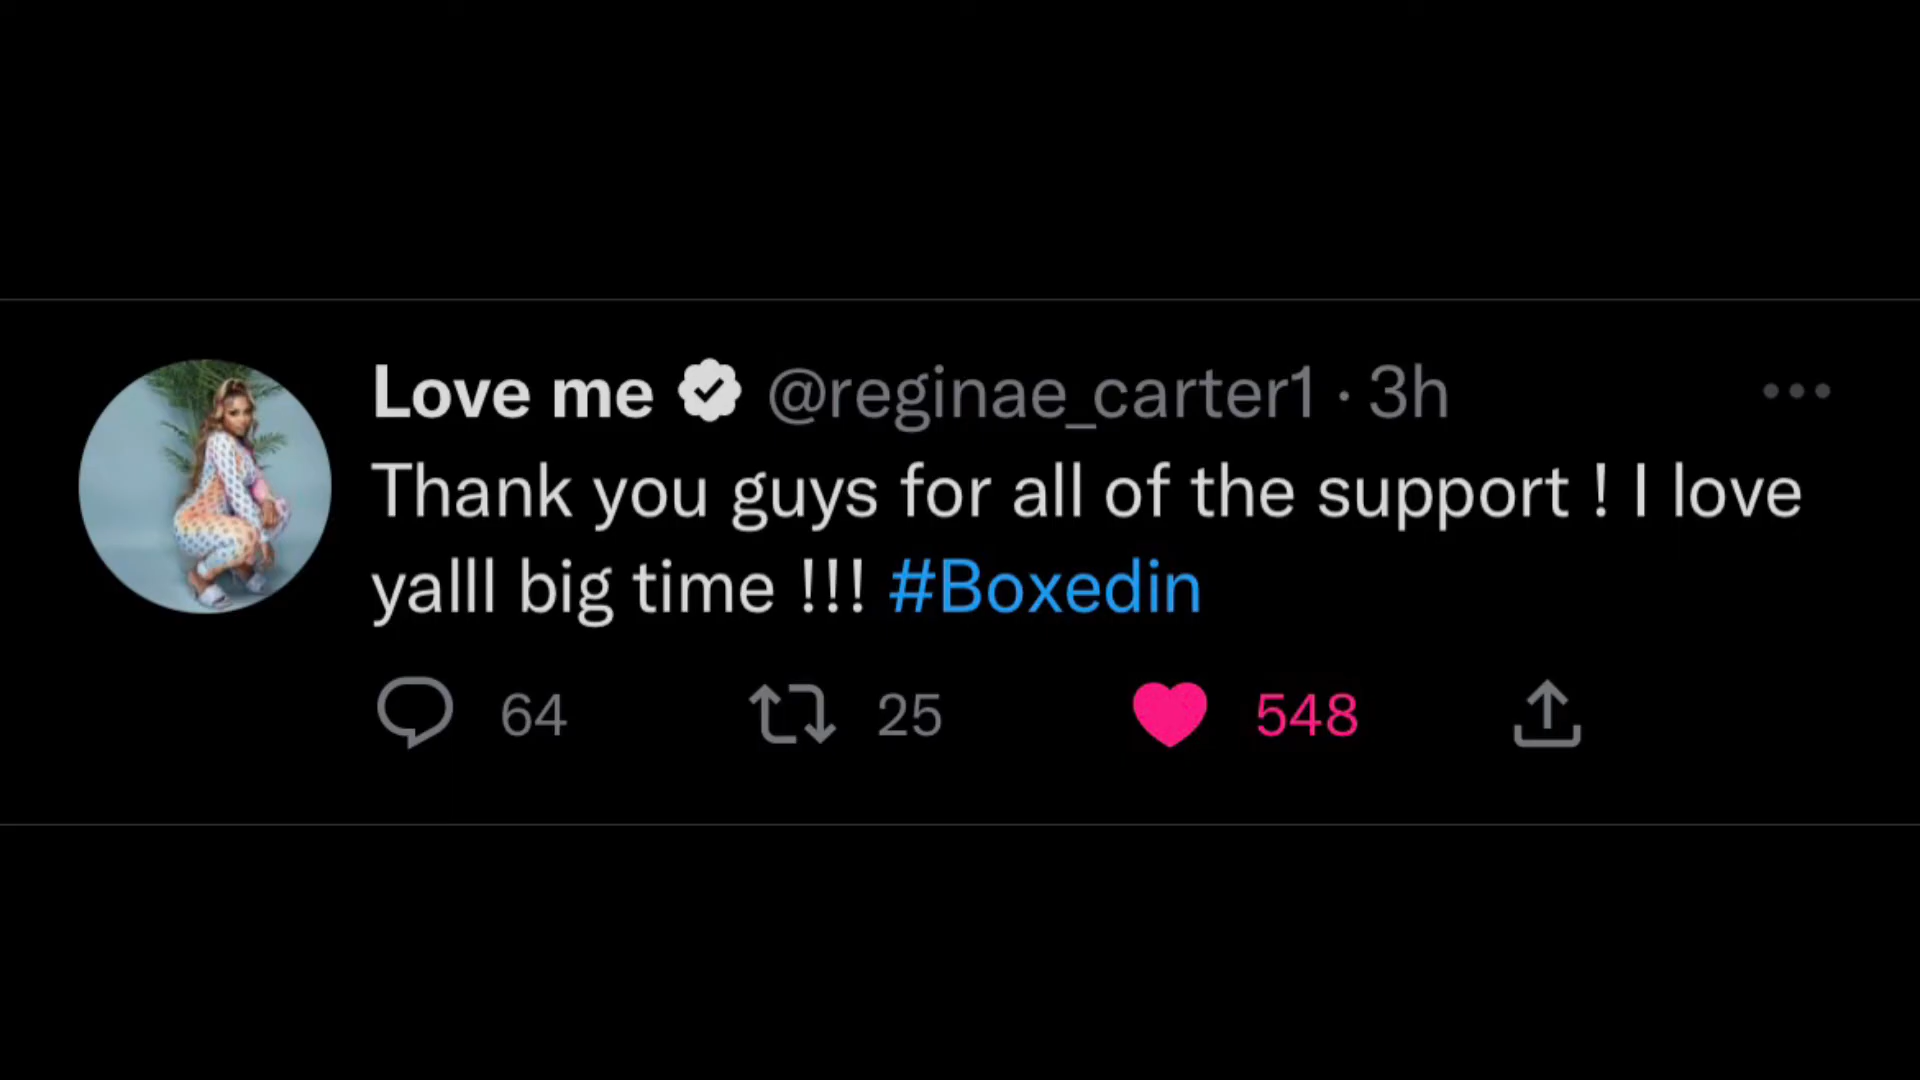 Love me @reginae_carter1 · 3h
Thank you guys for all of the support ! I love
yalll big time !!! #Boxedin
64 25 548